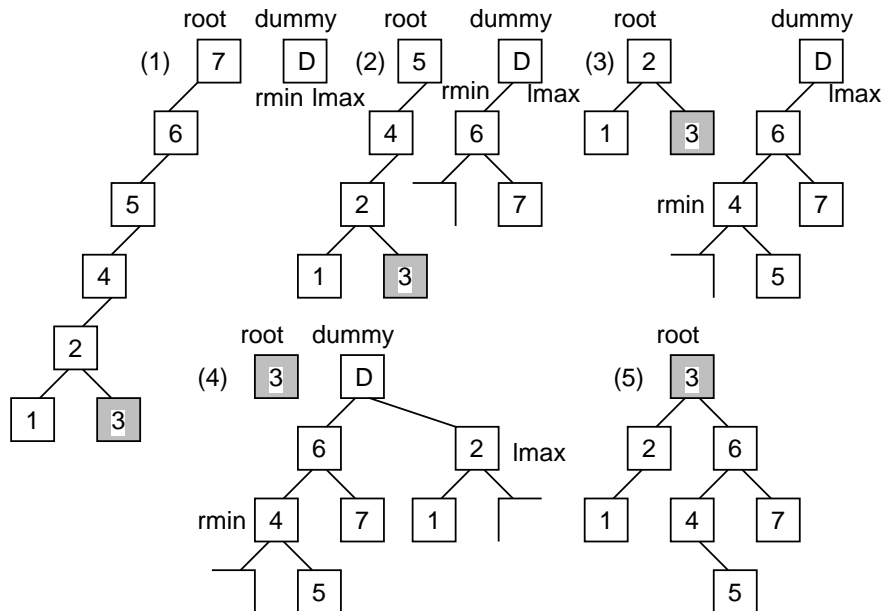 root dummy root dummy root dummy
(1) 7 D (2) 5 D (3) 2 D
rmin lmax rmin lmax lmax
6 4 6 1 3 6
5 2 7 rmin 4 7
4 1 3 5
2 root dummy root
(4) 3 D (5) 3
1 3 6 2 lmax 2 6
rmin 4 7 1 1 4 7
5 5